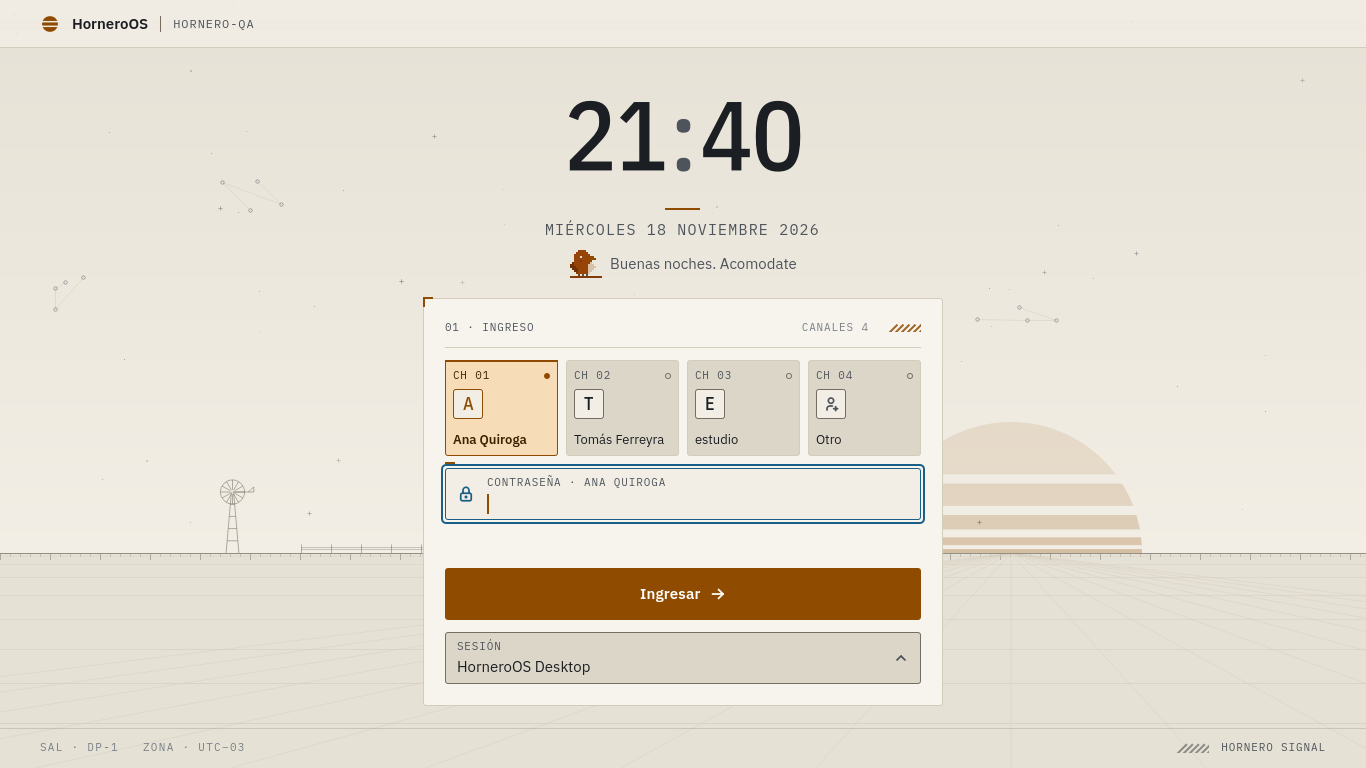 HorneroOS HORNERO-QA
21:40
MIÉRCOLES 18 NOVIEMBRE 2026
Buenas noches. Acomodate
01 · INGRESO CANALES 4
CH 01 CH 02 CH 03 CH 04
A T E
Ana Quiroga Tomás Ferreyra estudio Otro
CONTRASEÑA · ANA QUIROGA
Ingresar →
SESIÓN
HorneroOS Desktop
SAL · DP-1 ZONA · UTC−03 HORNERO SIGNAL